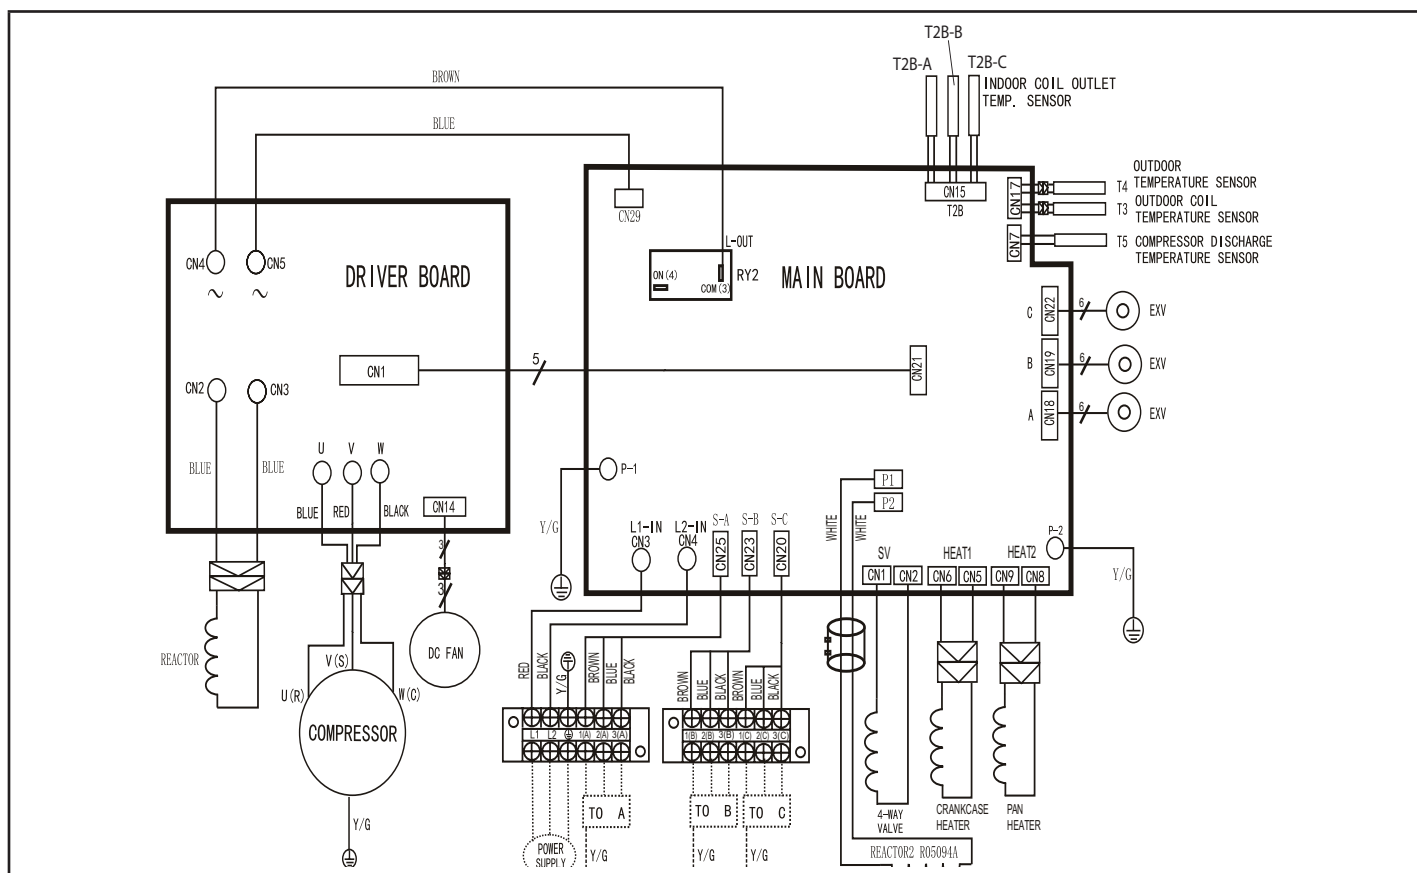 T2B-B
T2B-A
T2B-C
INDOOR COIL OUTLET
TEMP. SENSOR
BROWN
BLUE
CN29
CN15
T2B
CN17
T4
OUTDOOR
TEMPERATURE SENSOR
T3
OUTDOOR COIL
TEMPERATURE SENSOR
CN7
T5
COMPRESSOR DISCHARGE
TEMPERATURE SENSOR
CN4
CN5
~
~
DRIVER BOARD
L-OUT
ON(4)
COM(3)
RY2
MAIN BOARD
C
CN22
6
EXV
B
CN19
6
EXV
A
CN18
6
EXV
CN1
5
CN21
CN2
CN3
BLUE
BLUE
U
V
W
BLUE
RED
BLACK
CN14
3
3
DC FAN
REACTOR
V(S)
U(R)
W(C)
COMPRESSOR
Y/G
P-1
Y/G
L1-IN
CN3
L2-IN
CN4
S-A
CN25
S-B
CN23
S-C
CN20
P1
P2
WHITE
WHITE
SV
CN1
CN2
HEAT1
CN6
CN5
HEAT2
CN9
CN8
P-2
Y/G
RED
BLACK
Y/G
BROWN
BLUE
BLACK
BROWN
BLUE
BLACK
BROWN
BLUE
BLACK
L1
L2
1(A)
2(A)
3(A)
1(B)
2(B)
3(B)
1(C)
2(C)
3(C)
TO A
TO B
TO C
POWER
SUPPLY
Y/G
Y/G
Y/G
4-WAY
VALVE
CRANKCASE
HEATER
PAN
HEATER
REACTOR2 R05094A